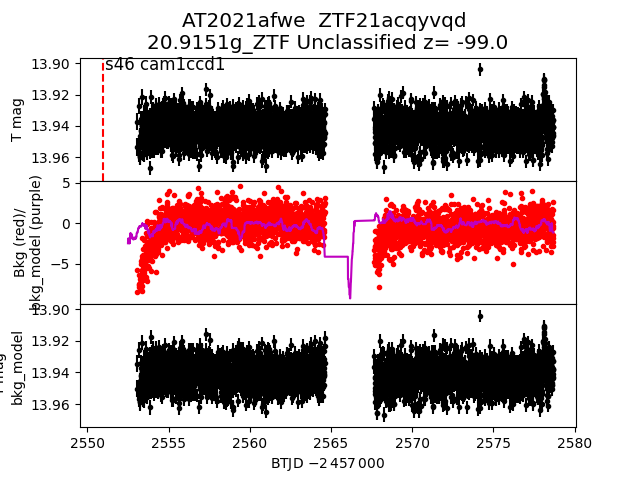 AT2021afwe  ZTF21acqyvqd
20.9151g_ZTF Unclassified z= -99.0
s46 cam1ccd1
13.90
13.92
13.94
13.96
T mag
5
0
−5
Bkg (red)/
bkg_model (purple)
13.90
13.92
13.94
13.96
T mag
bkg_model
2550 2555 2560 2565 2570 2575 2580
BTJD −2 457 000